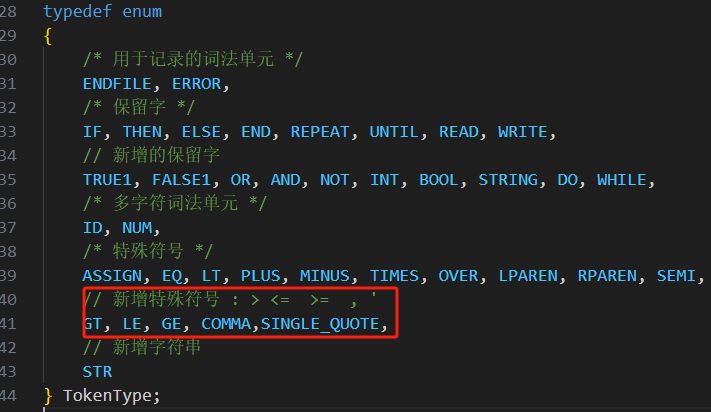 28 typedef enum
29 {
30 /* 用于记录的词法单元 */
31 ENDFILE, ERROR,
32 /* 保留字 */
33 IF, THEN, ELSE, END, REPEAT, UNTIL, READ, WRITE,
34 // 新增的保留字
35 TRUE1, FALSE1, OR, AND, NOT, INT, BOOL, STRING, DO, WHILE,
36 /* 多字符词法单元 */
37 ID, NUM,
38 /* 特殊符号 */
39 ASSIGN, EQ, LT, PLUS, MINUS, TIMES, OVER, LPAREN, RPAREN, SEMI,
40 // 新增特殊符号 : > <=  >=  , '
41 GT, LE, GE, COMMA,SINGLE_QUOTE,
42 // 新增字符串
43 STR
44 } TokenType;